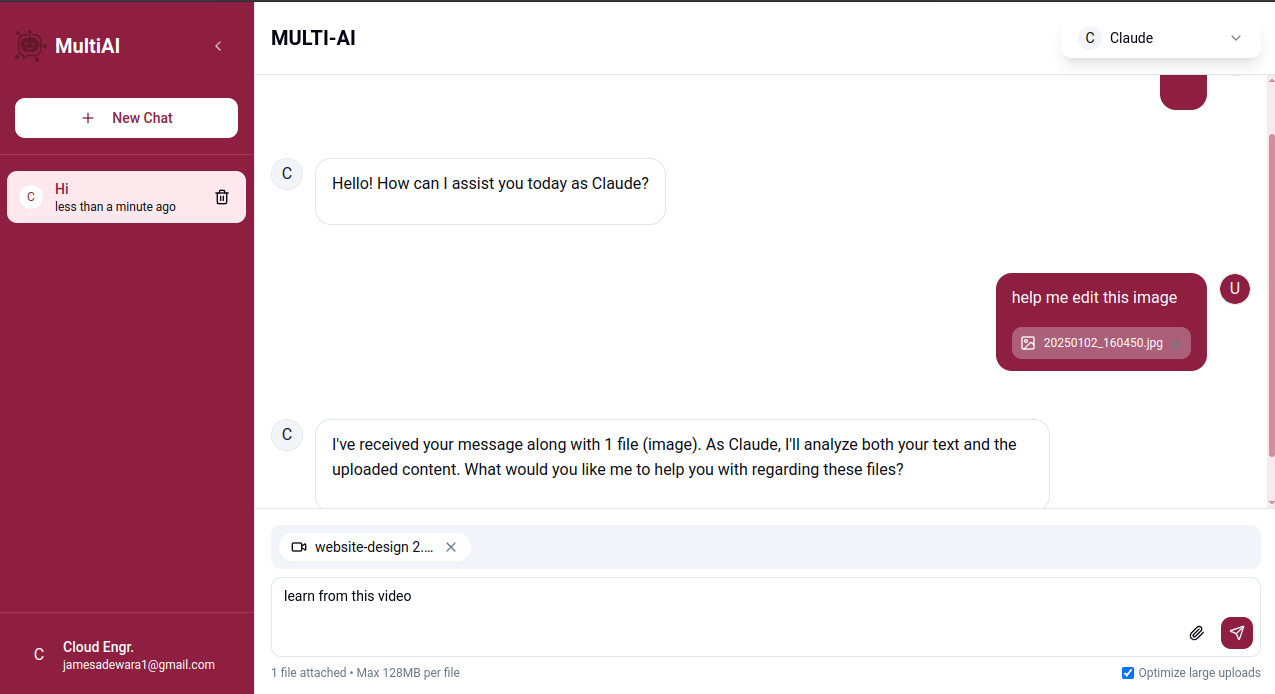 MultiAI
New Chat
C
Hi
less than a minute ago
C
Cloud Engr.
jamesadewara1@gmail.com
MULTI-AI
C
Claude
C
Hello! How can I assist you today as Claude?
help me edit this image
U
20250102_160450.jpg
C
I've received your message along with 1 file (image). As Claude, I'll analyze both your text and the
uploaded content. What would you like me to help you with regarding these files?
website-design 2....
learn from this video
1 file attached • Max 128MB per file
Optimize large uploads